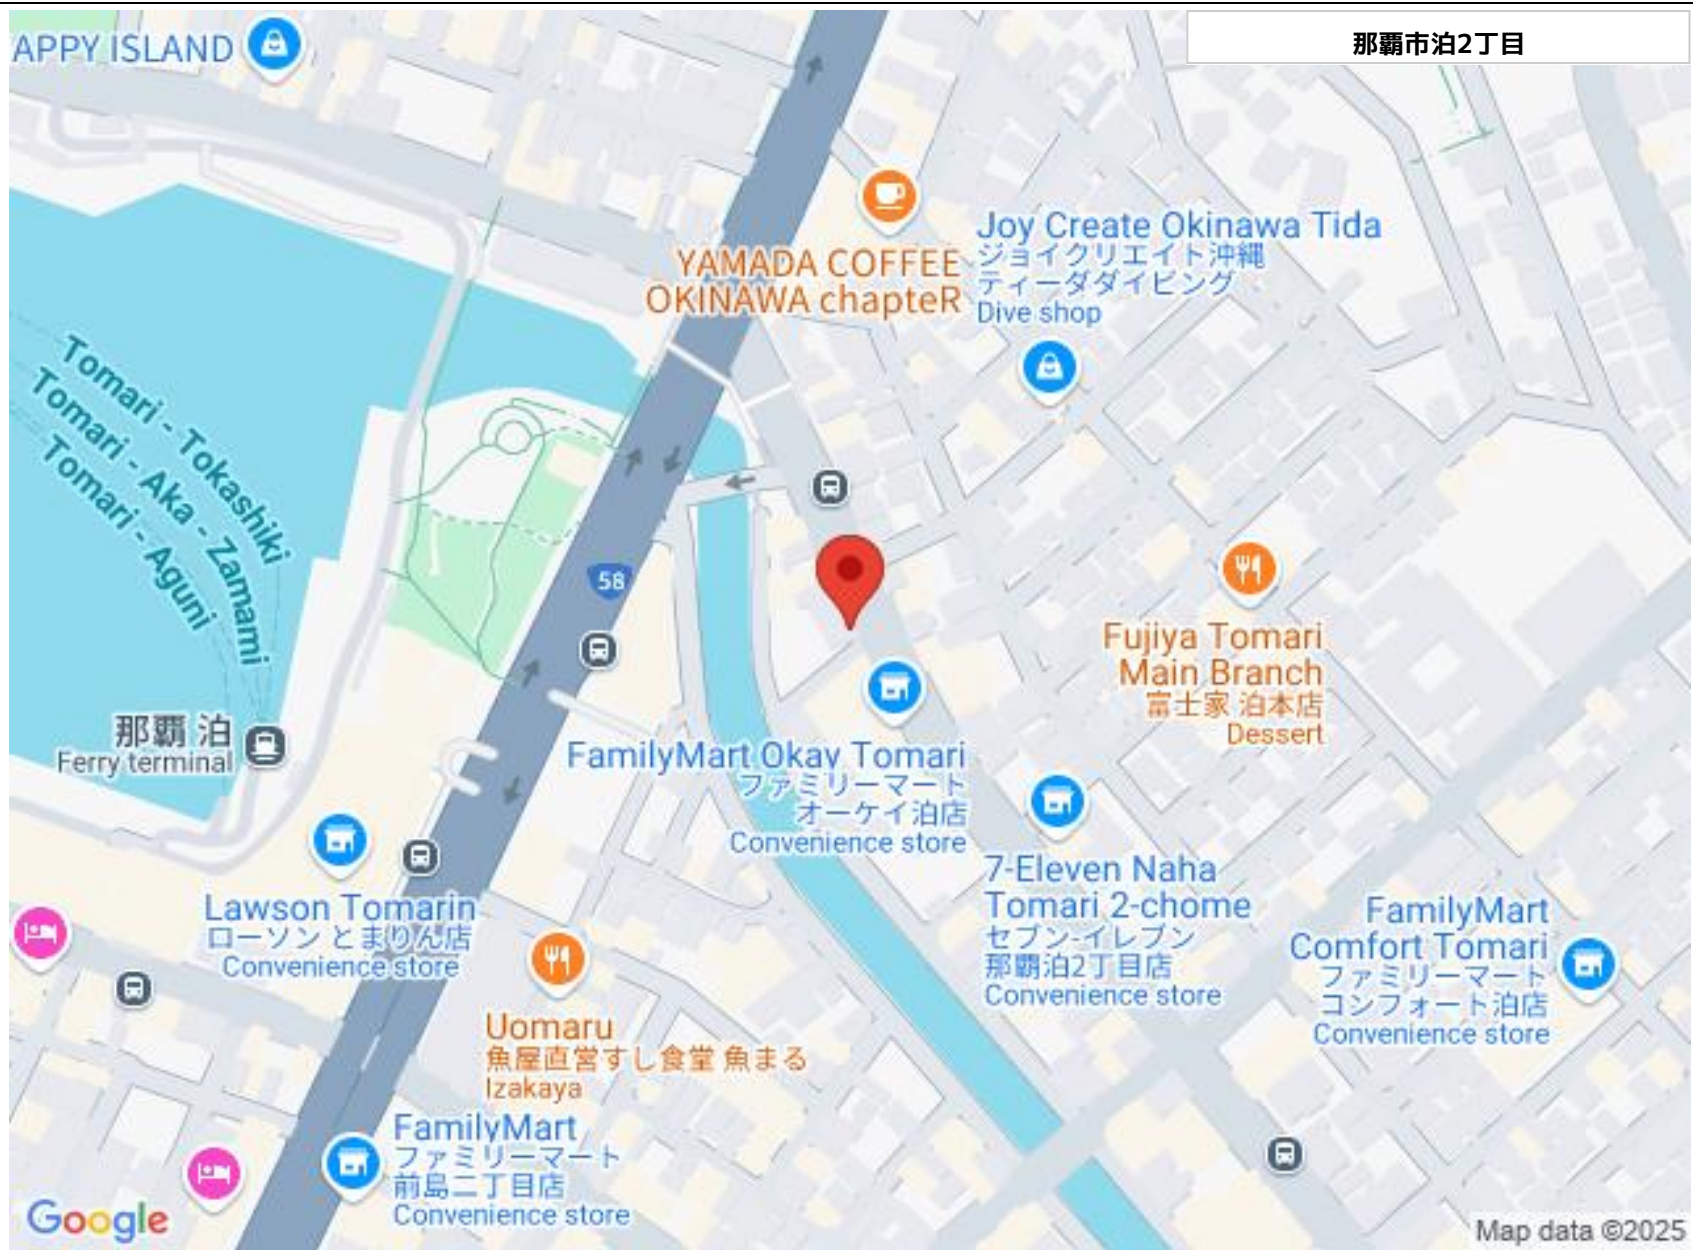 那覇市泊2丁目
APPY ISLAND
YAMADA COFFEE
OKINAWA chapteR
Joy Create Okinawa Tida
ジョイクリエイト沖縄
ティーダダイビング
Dive shop
Tomari - Tokashiki
Tomari - Aka - Zamami
Tomari - Aguni
58
Fujiya Tomari
Main Branch
富士家 泊本店
Dessert
那覇 泊
Ferry terminal
FamilyMart Okay Tomari
ファミリーマート
オーケイ泊店
Convenience store
7-Eleven Naha
Tomari 2-chome
セブン-イレブン
那覇泊2丁目店
Convenience store
Lawson Tomarin
ローソン とまりん店
Convenience store
FamilyMart
Comfort Tomari
ファミリーマート
コンフォート泊店
Convenience store
Uomaru
魚屋直営すし食堂 魚まる
Izakaya
FamilyMart
ファミリーマート
前島二丁目店
Convenience store
Google
Map data ©2025